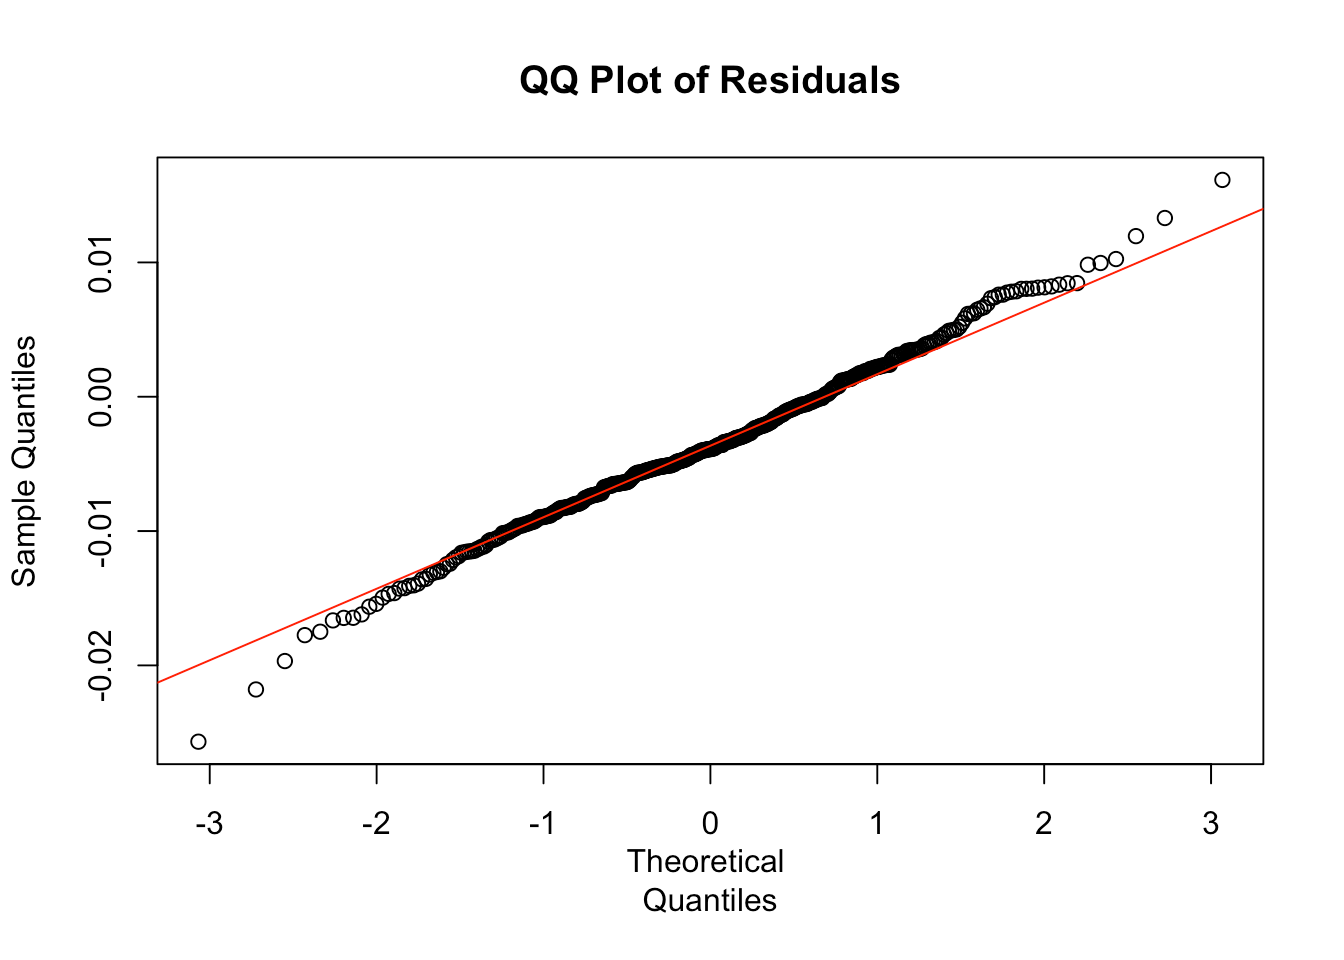 QQ Plot of Residuals
Sample Quantiles
0.01
0.00
-0.01
-0.02
-3 -2 -1 0 1 2 3
Theoretical
Quantiles